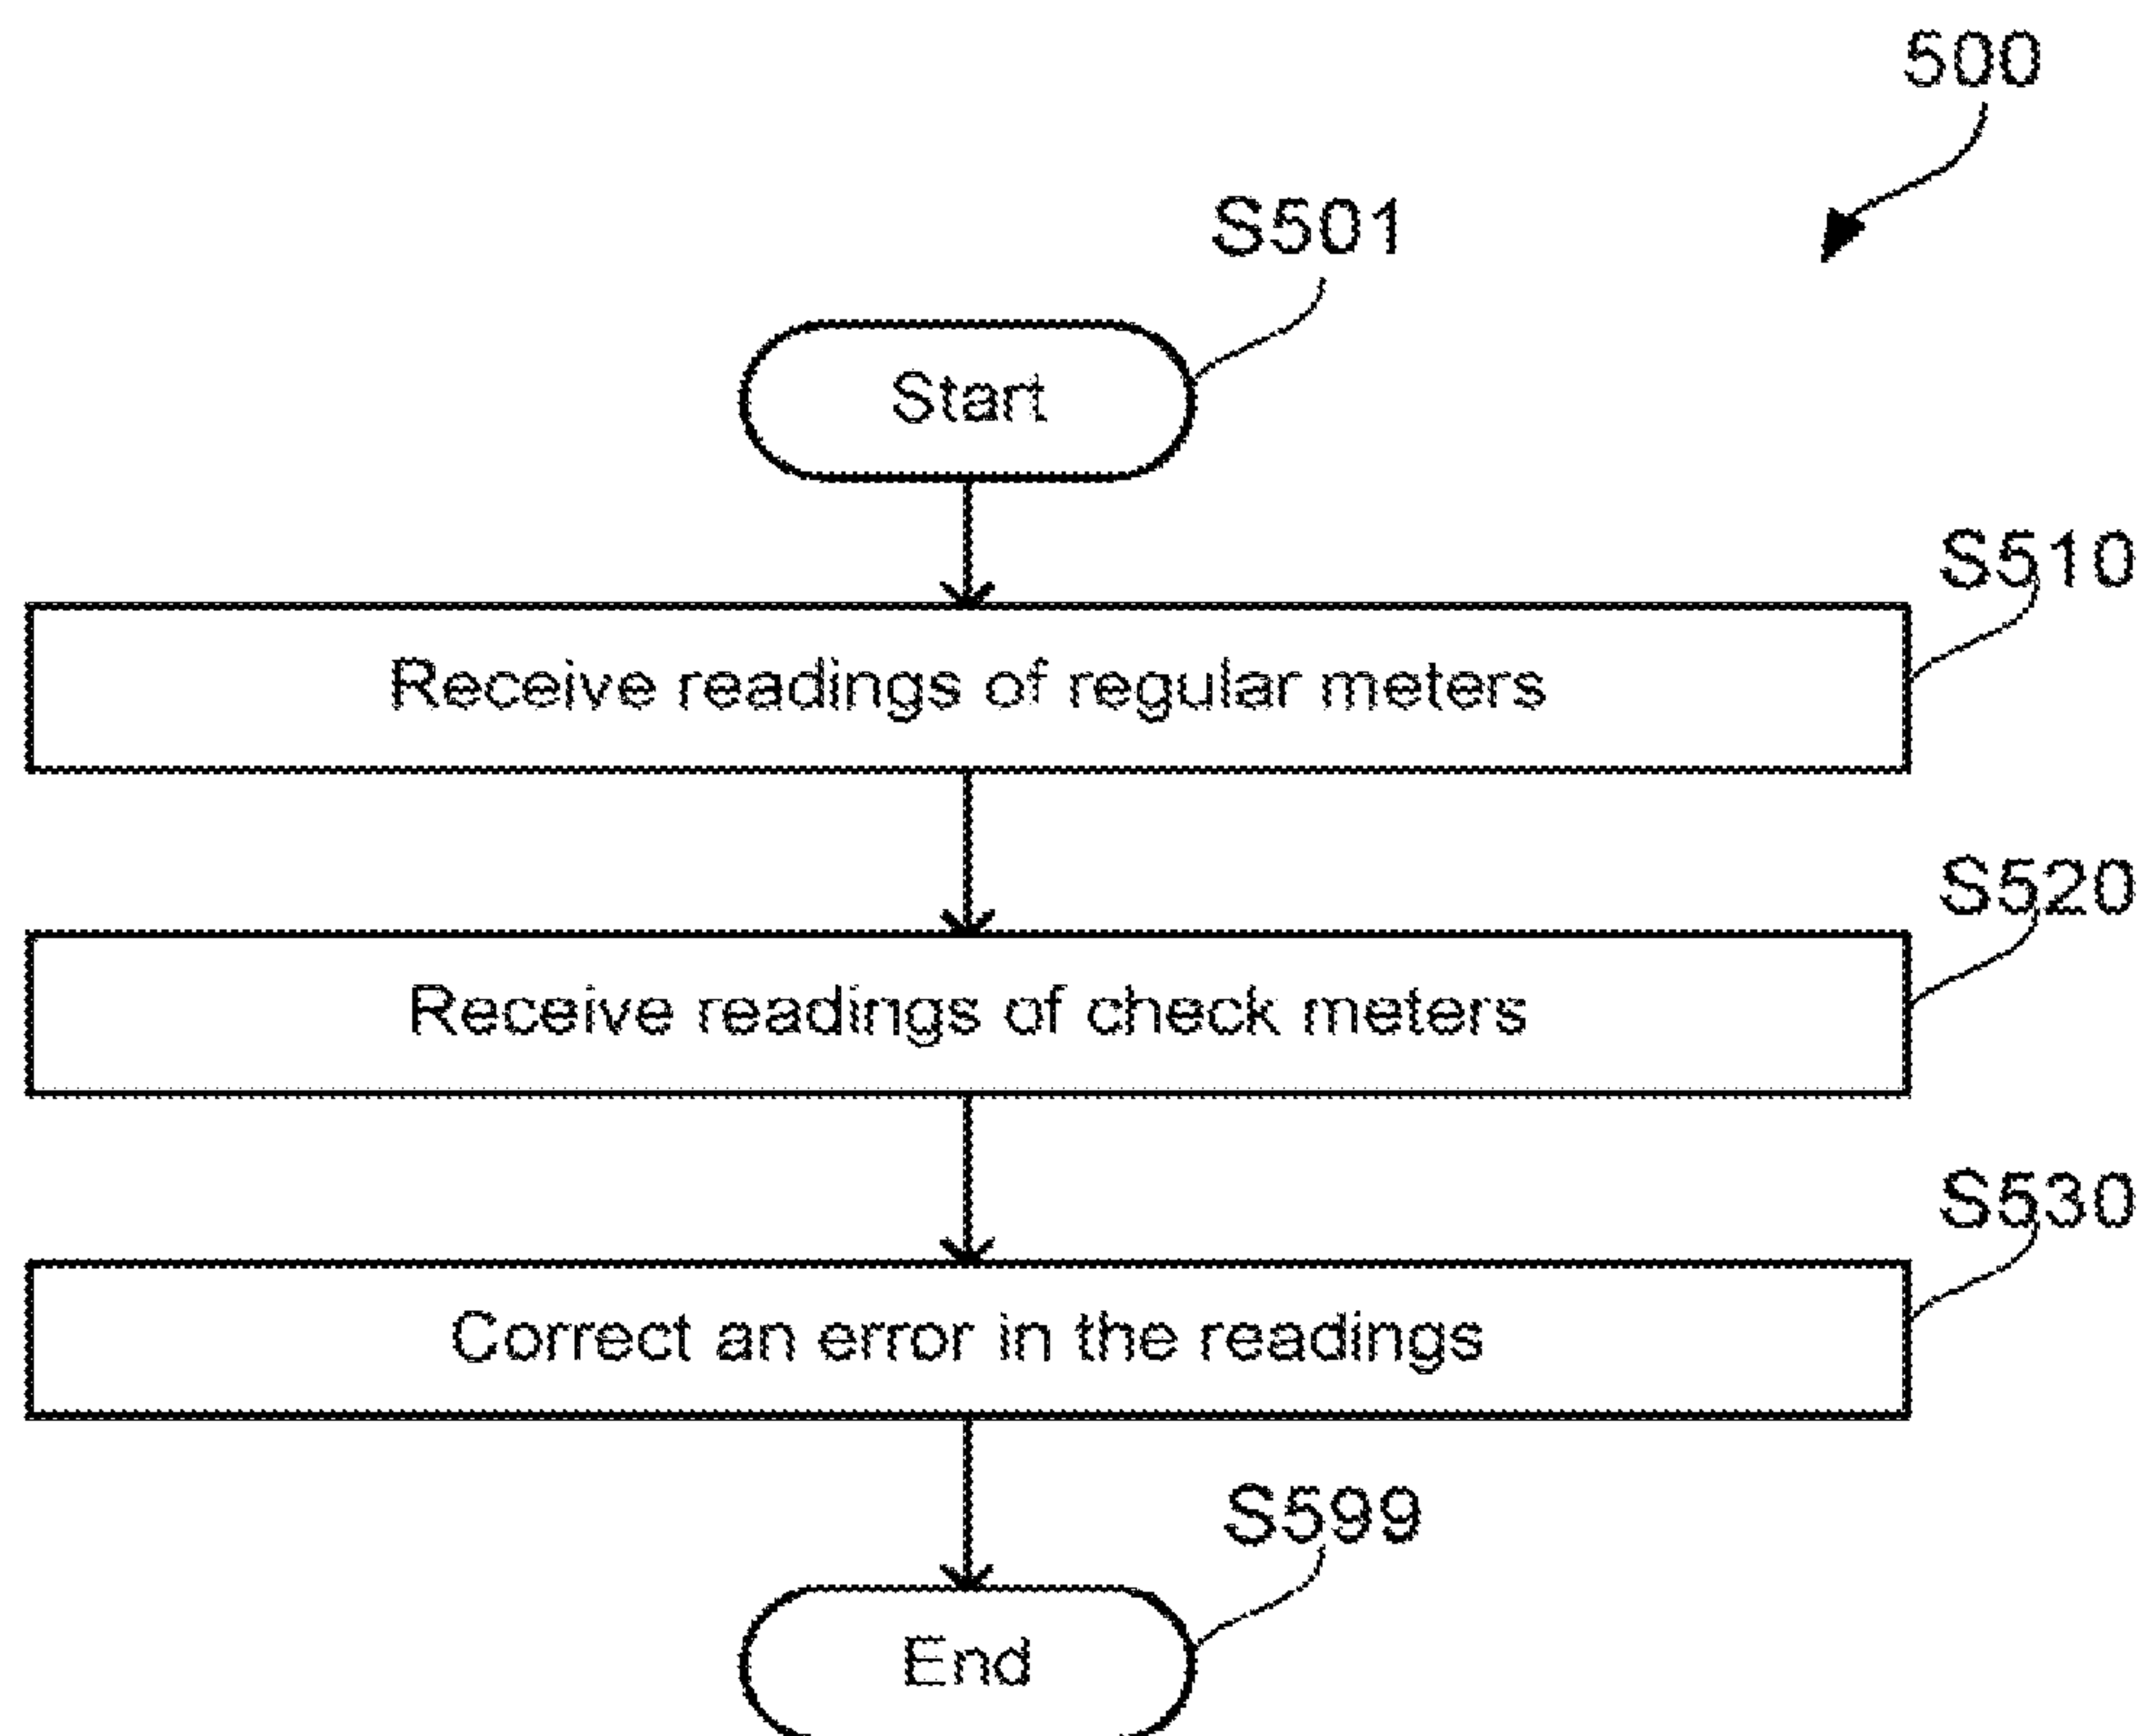 500
S501
Start
S510
Receive readings of regular meters
S520
Receive readings of check meters
S530
Correct an error in the readings
S599
End